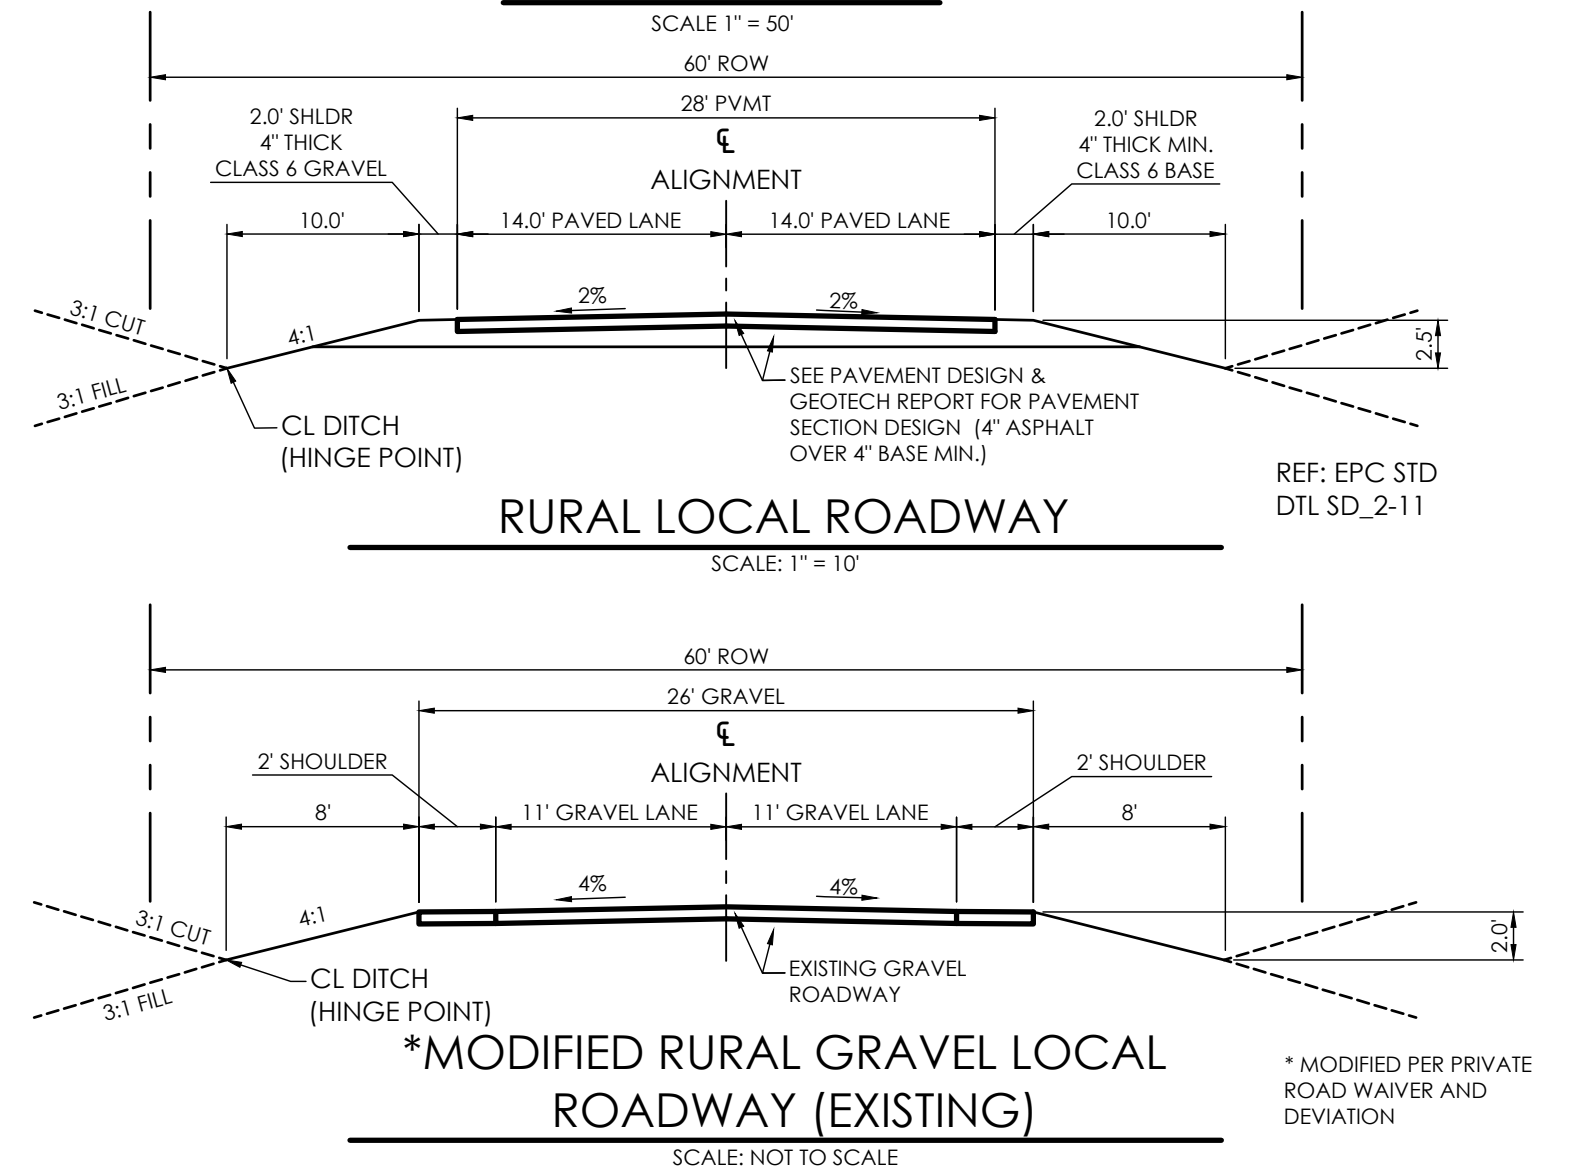 SCALE 1" = 50'
60' ROW
28' PVMT
2.0' SHLDR
4" THICK
CLASS 6 GRAVEL
℄
ALIGNMENT
2.0' SHLDR
4" THICK MIN.
CLASS 6 BASE
10.0'
14.0' PAVED LANE
14.0' PAVED LANE
10.0'
3:1 CUT
4:1
2%
2%
2.5'
3:1 FILL
CL DITCH
(HINGE POINT)
SEE PAVEMENT DESIGN &
GEOTECH REPORT FOR PAVEMENT
SECTION DESIGN (4" ASPHALT
OVER 4" BASE MIN.)
REF: EPC STD
DTL SD_2-11
RURAL LOCAL ROADWAY
SCALE: 1" = 10'
60' ROW
26' GRAVEL
℄
ALIGNMENT
2' SHOULDER
2' SHOULDER
8'
11' GRAVEL LANE
11' GRAVEL LANE
8'
3:1 CUT
4:1
4%
4%
2.0'
3:1 FILL
CL DITCH
(HINGE POINT)
EXISTING GRAVEL
ROADWAY
*MODIFIED RURAL GRAVEL LOCAL
ROADWAY (EXISTING)
SCALE: NOT TO SCALE
* MODIFIED PER PRIVATE
ROAD WAIVER AND
DEVIATION